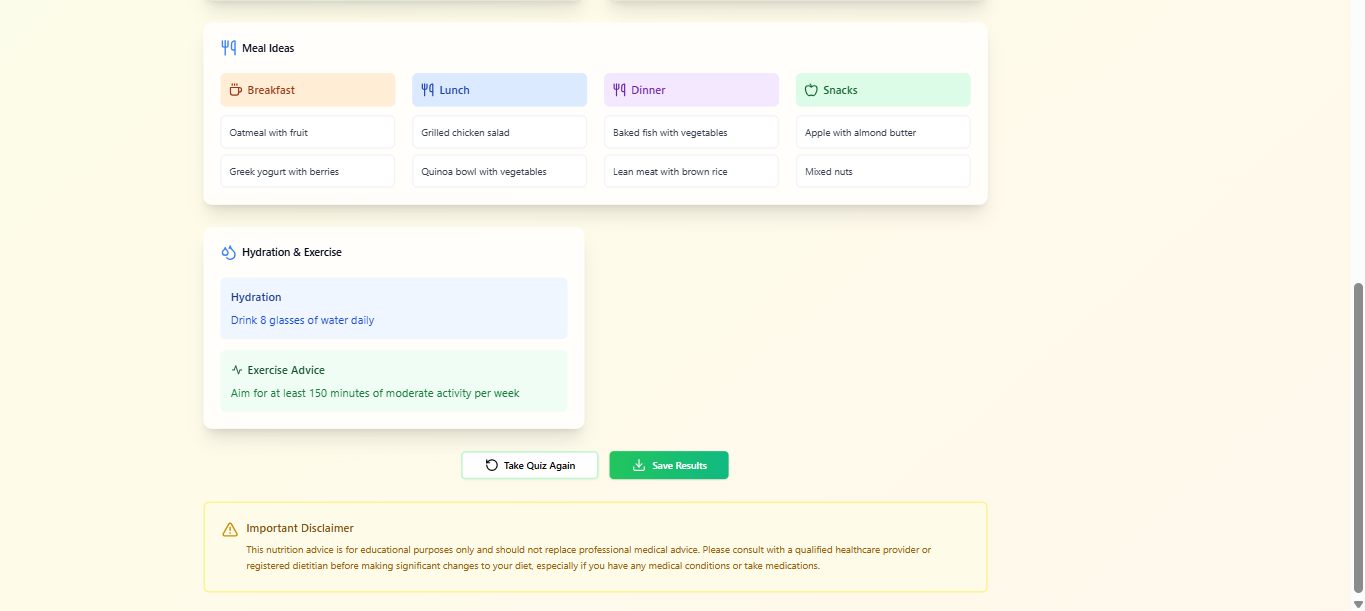 Meal Ideas
Breakfast
Oatmeal with fruit
Greek yogurt with berries
Lunch
Grilled chicken salad
Quinoa bowl with vegetables
Dinner
Baked fish with vegetables
Lean meat with brown rice
Snacks
Apple with almond butter
Mixed nuts
Hydration & Exercise
Hydration
Drink 8 glasses of water daily
Exercise Advice
Aim for at least 150 minutes of moderate activity per week
Take Quiz Again
Save Results
Important Disclaimer
This nutrition advice is for educational purposes only and should not replace professional medical advice. Please consult with a qualified healthcare provider or
registered dietitian before making significant changes to your diet, especially if you have any medical conditions or take medications.